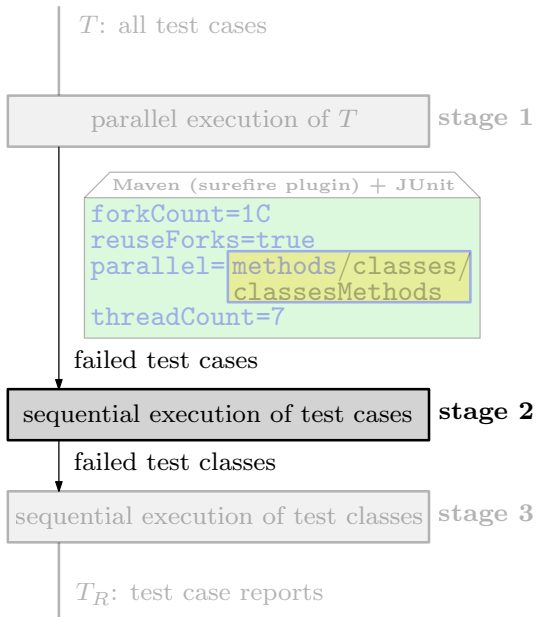 T: all test cases
parallel execution of T
stage 1
Maven (surefire plugin) + JUnit
forkCount=1C
reuseForks=true
parallel=methods/classes/
classesMethods
threadCount=7
failed test cases
sequential execution of test cases
stage 2
failed test classes
sequential execution of test classes
stage 3
T_R: test case reports